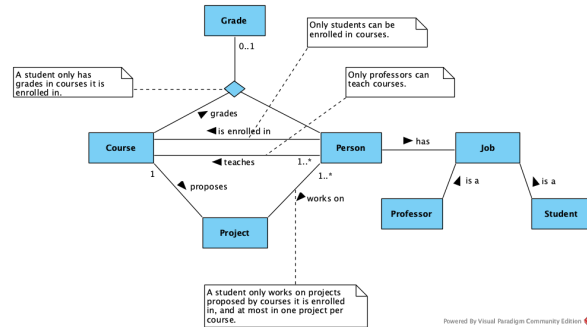 Grade
Only students can be
enrolled in courses.
0..1
A student only has
grades in courses it is
enrolled in.
Only professors can
teach courses.
grades
is enrolled in
Course
Person
has
Job
teaches
1..*
1
1..*
is a
is a
proposes
works on
Professor
Student
Project
A student only works on projects
proposed by courses it is enrolled
in, and at most in one project per
course.
Powered By Visual Paradigm Community Edition